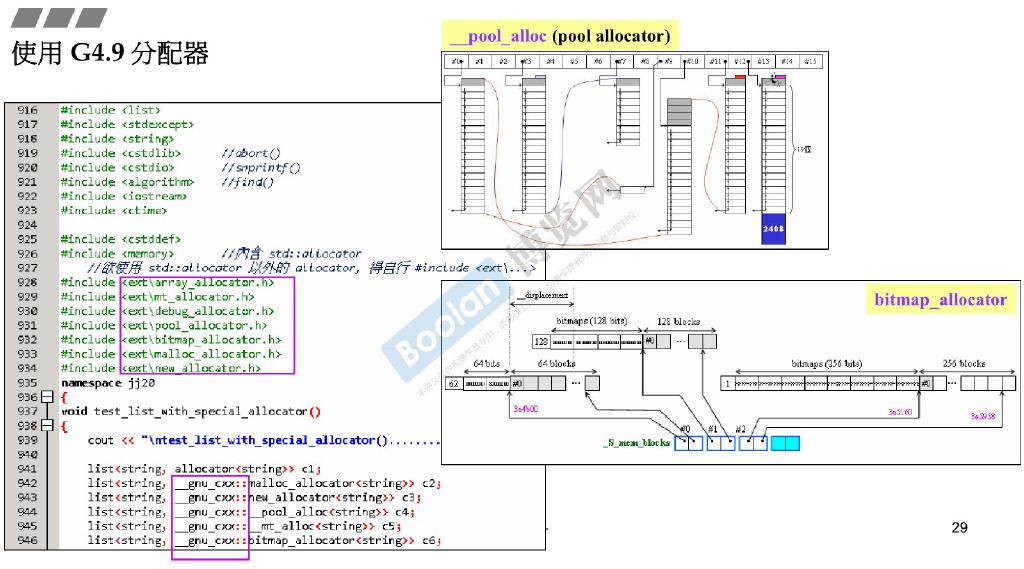 使用 G4.9 分配器
916 #include <list>
917 #include <stdexcept>
918 #include <string>
919 #include <cstdlib> //abort()
920 #include <cstdio> //snprintf()
921 #include <algorithm> //find()
922 #include <iostream>
923 #include <ctime>
924
925 #include <cstddef>
926 #include <memory> //內含 std::allocator
927 //欲使用 std::allocator 以外的 allocator, 得自行 #include <ext\...>
928 #include <ext\array_allocator.h>
929 #include <ext\mt_allocator.h>
930 #include <ext\debug_allocator.h>
931 #include <ext\pool_allocator.h>
932 #include <ext\bitmap_allocator.h>
933 #include <ext\malloc_allocator.h>
934 #include <ext\new_allocator.h>
935 namespace jj20
936 {
937 void test_list_with_special_allocator()
938 {
939 cout << "\ntest_list_with_special_allocator()........
940
941 list<string, allocator<string>> c1;
942 list<string, __gnu_cxx::malloc_allocator<string>> c2;
943 list<string, __gnu_cxx::new_allocator<string>> c3;
944 list<string, __gnu_cxx::__pool_alloc<string>> c4;
945 list<string, __gnu_cxx::__mt_alloc<string>> c5;
946 list<string, __gnu_cxx::bitmap_allocator<string>> c6;
__pool_alloc (pool allocator)
#0 #1 #2 #3 #4 #5 #6 #7 #8 #9 #10 #11 #12 #13 #14 #15
2408
bitmap_allocator
__displacement
bitmaps (128 bits) 128 blocks
128 #0 ...
64 bits 64 blocks
bitmaps (256 bits) 256 blocks
62 #0 ...
1 #0 ...
3e4b00
3e5160
3e5938
#0 #1 #2
_S_mem_blocks
Boolan 博览网
29